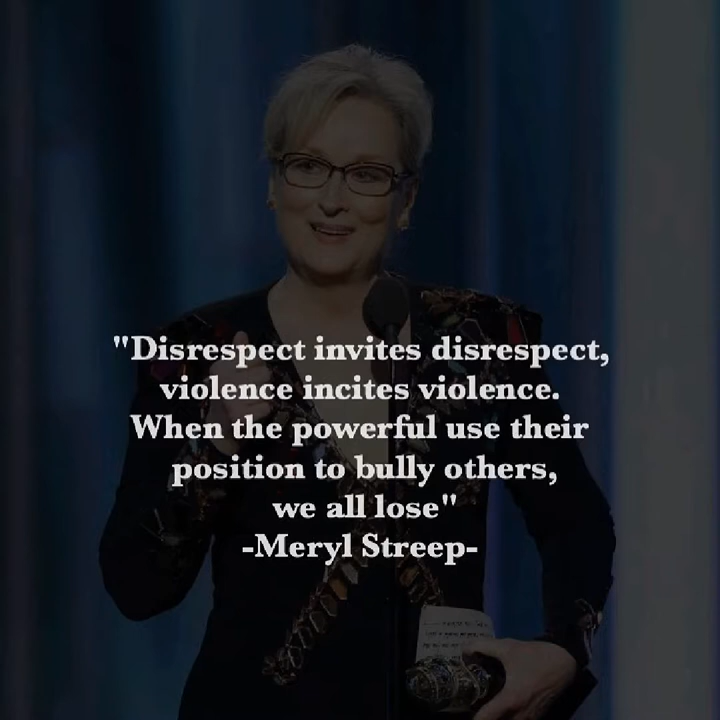 "Disrespect invites disrespect,
violence incites violence.
When the powerful use their
position to bully others,
we all lose"
-Meryl Streep-